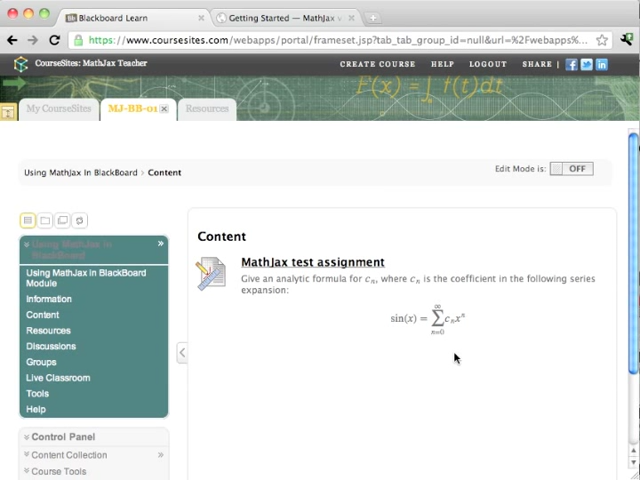 Blackboard Learn
Getting Started — MathJax v
https://www.coursesites.com/webapps/portal/frameset.jsp?tab_tab_group_id=null&url=%2Fwebapps%...
CourseSites: MathJax Teacher
CREATE COURSE HELP LOGOUT SHARE |
F(x) = ∫ f(t)dt
My CourseSites MJ-BB-01 Resources
Using MathJax In BlackBoard > Content
Edit Mode is: OFF
Using MathJax in
BlackBoard
Using MathJax in BlackBoard
Module
Information
Content
Resources
Discussions
Groups
Live Classroom
Tools
Help
Control Panel
Content Collection
Course Tools
Content
MathJax test assignment
Give an analytic formula for cₙ, where cₙ is the coefficient in the following series
expansion:
sin(x) = ∑_{n=0}^{∞} cₙxⁿ